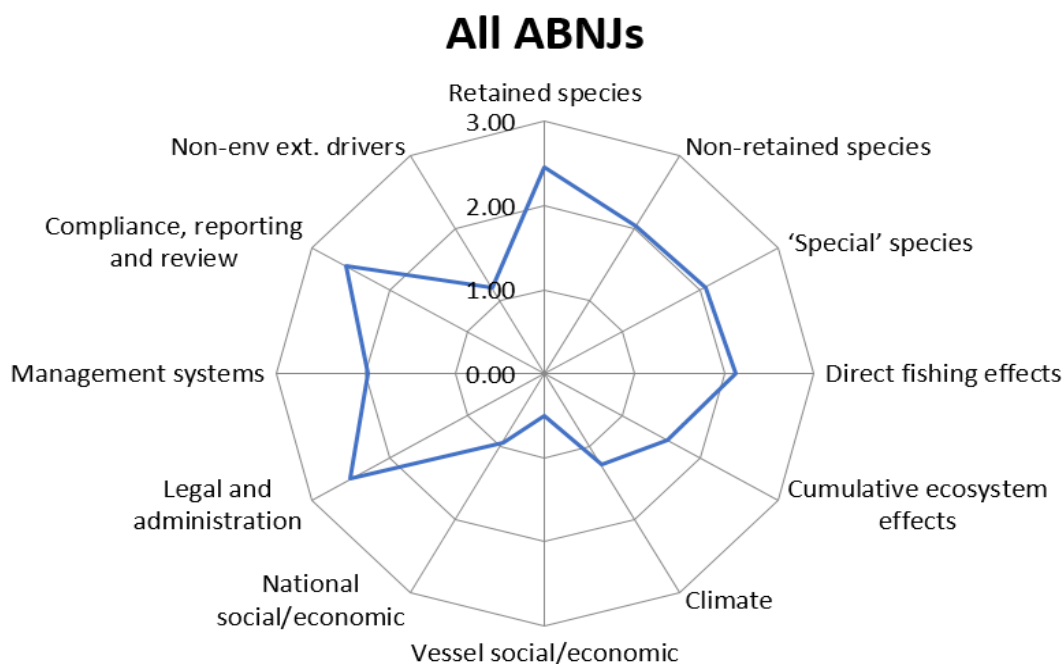 All ABNJs
Retained species
3.00
Non-env ext. drivers
Non-retained species
2.00
Compliance, reporting
and review
‘Special’ species
1.00
Management systems
0.00
Direct fishing effects
Legal and
administration
Cumulative ecosystem
effects
National
social/economic
Climate
Vessel social/economic